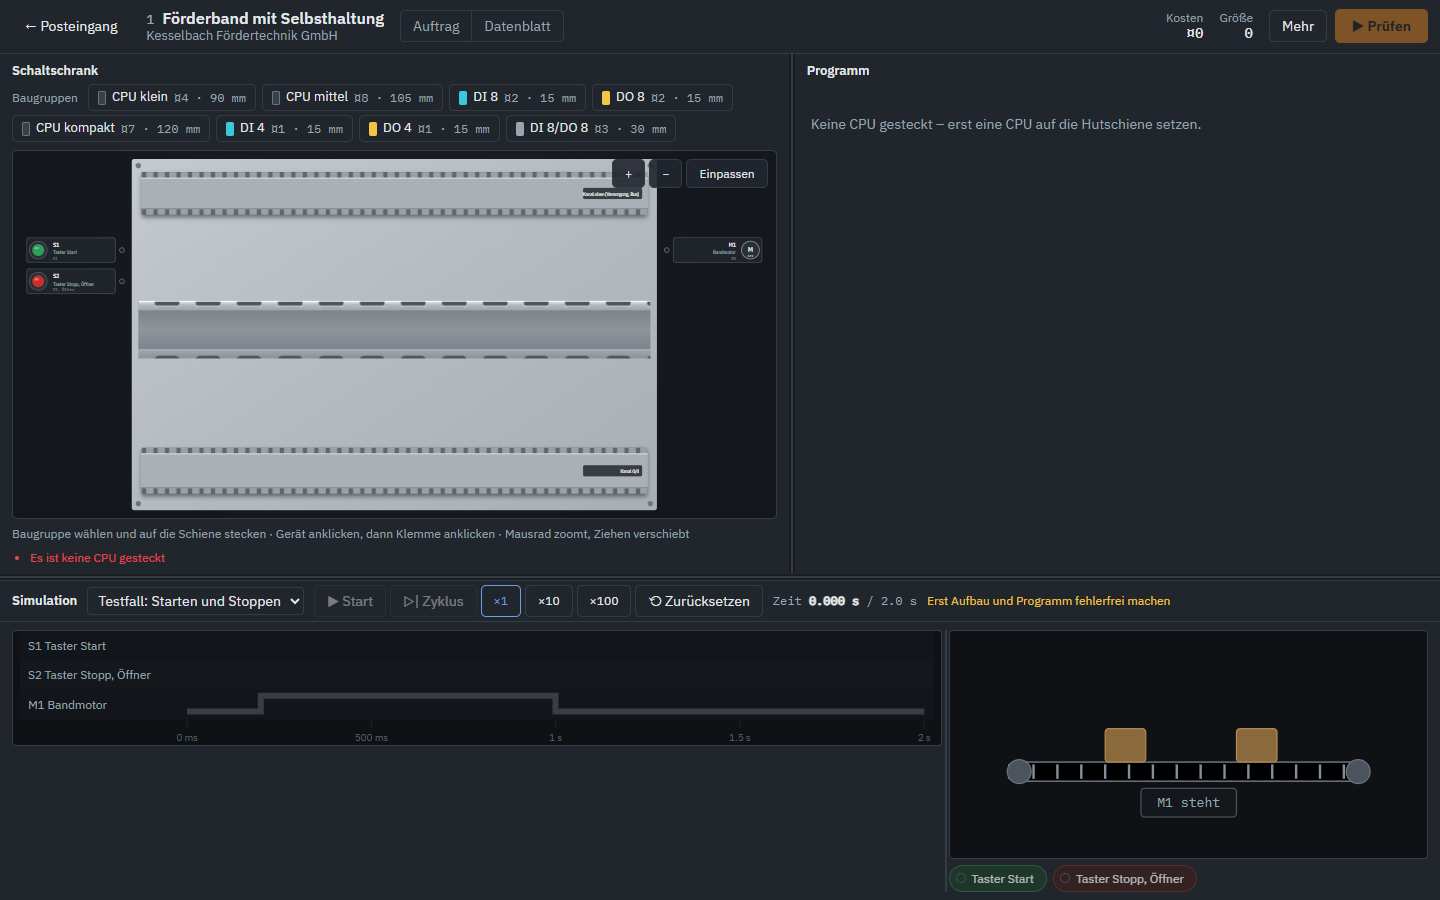 ← Posteingang
1 Förderband mit Selbsthaltung
Kesselbach Fördertechnik GmbH
Auftrag
Datenblatt
Kosten
¤0
Größe
0
Mehr
▶ Prüfen
Schaltschrank
Baugruppen
CPU klein ¤4 · 90 mm
CPU mittel ¤8 · 105 mm
DI 8 ¤2 · 15 mm
DO 8 ¤2 · 15 mm
CPU kompakt ¤7 · 120 mm
DI 4 ¤1 · 15 mm
DO 4 ¤1 · 15 mm
DI 8/DO 8 ¤3 · 30 mm
+
−
Einpassen
Kanal oben (Versorgung, Bus)
S1
Taster Start
S2
Taster Stopp, Öffner
M1
Bandmotor
M
Baugruppe wählen und auf die Schiene stecken · Gerät anklicken, dann Klemme anklicken · Mausrad zoomt, Ziehen verschiebt
• Es ist keine CPU gesteckt
Programm
Keine CPU gesteckt – erst eine CPU auf die Hutschiene setzen.
Simulation
Testfall: Starten und Stoppen
▶ Start
▷| Zyklus
×1
×10
×100
Zurücksetzen
Zeit 0.000 s / 2.0 s
Erst Aufbau und Programm fehlerfrei machen
S1 Taster Start
S2 Taster Stopp, Öffner
M1 Bandmotor
0 ms
500 ms
1 s
1.5 s
2 s
M1 steht
Taster Start
Taster Stopp, Öffner